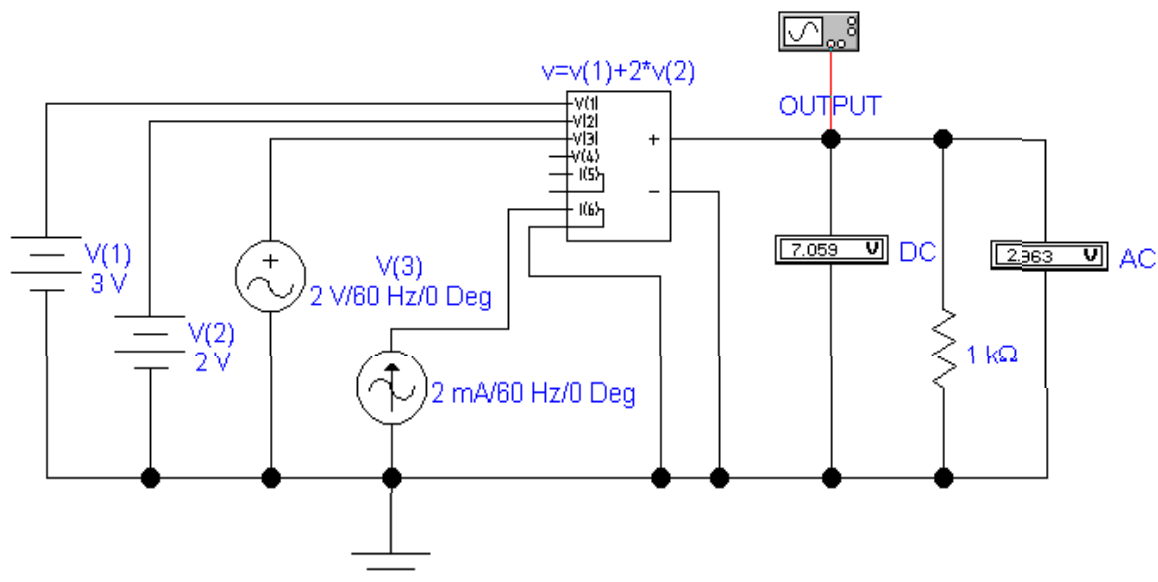 v=v(1)+2*v(2)
V(1)
V(2)
V(3)
V(4)
I(5)
I(6)
+
−
OUTPUT
7.059 V
DC
2.963 V
AC
V(1)
3 V
V(2)
2 V
+
V(3)
2 V/60 Hz/0 Deg
2 mA/60 Hz/0 Deg
1 kΩ